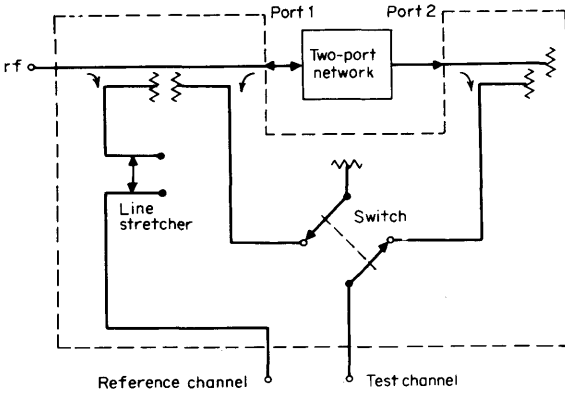 Port 1
Port 2
rf
Two-port
network
Line
stretcher
Switch
Reference channel
Test channel